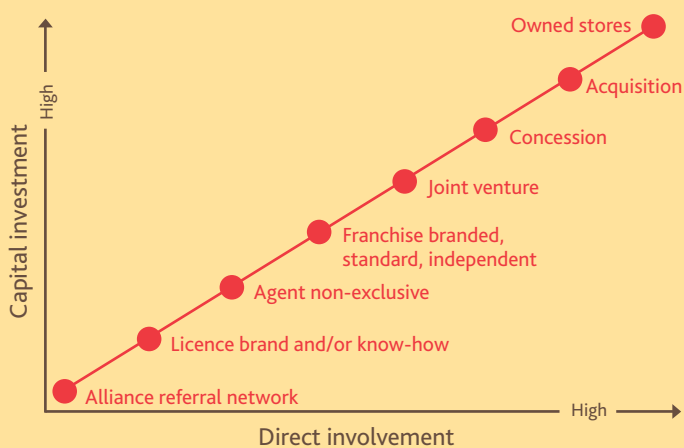 Owned stores
High
Acquisition
Concession
Joint venture
Franchise branded,
standard, independent
Agent non-exclusive
Licence brand and/or know-how
Alliance referral network
Capital investment
High
Direct involvement